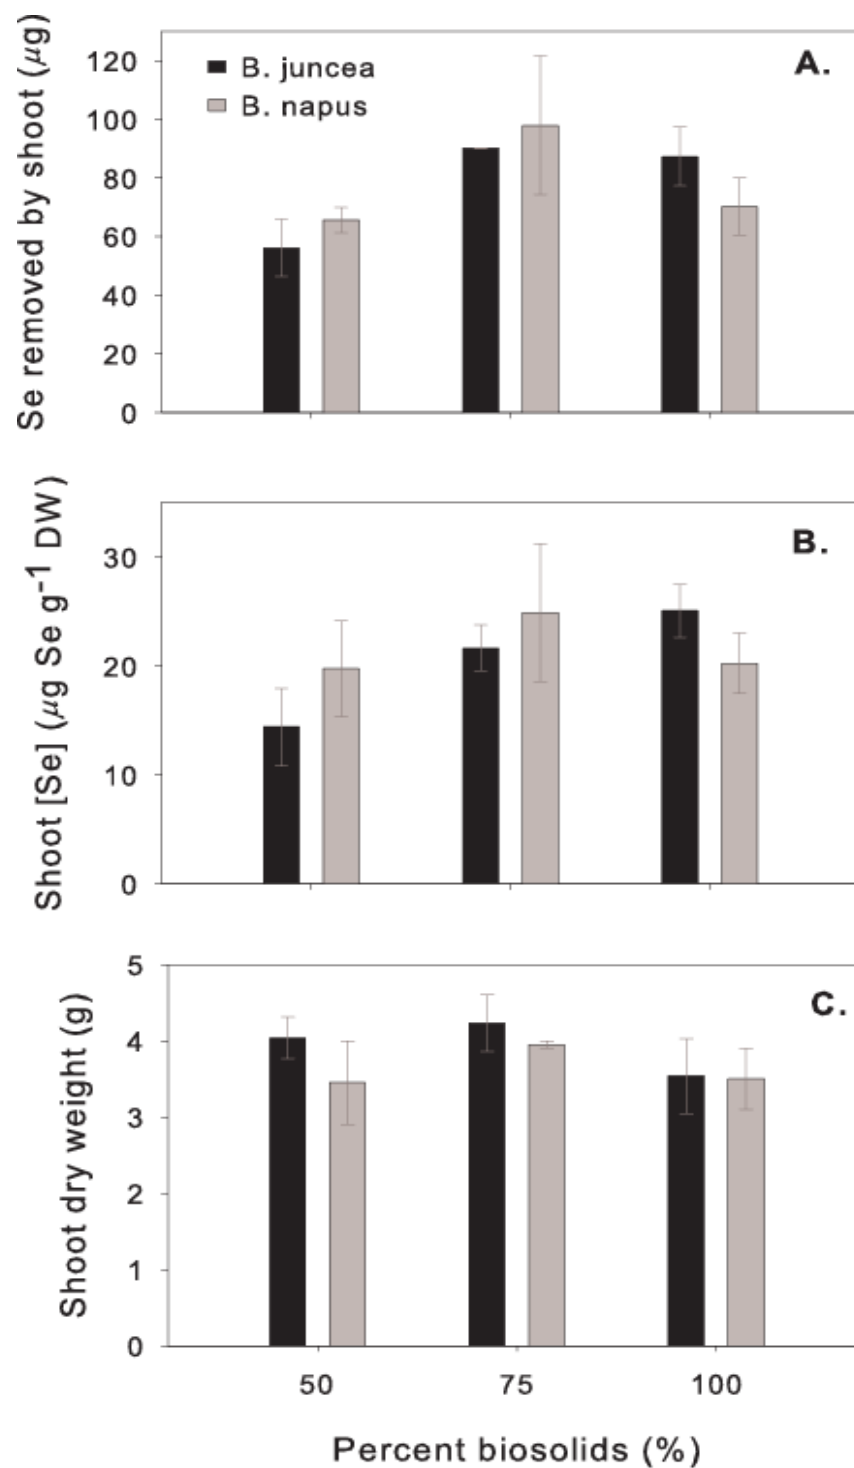 Se removed by shoot (µg)
120
100
80
60
40
20
0
B. juncea
B. napus
A.
Shoot [Se] (µg Se g-1 DW)
30
20
10
0
B.
Shoot dry weight (g)
5
4
3
2
1
0
C.
50 75 100
Percent biosolids (%)